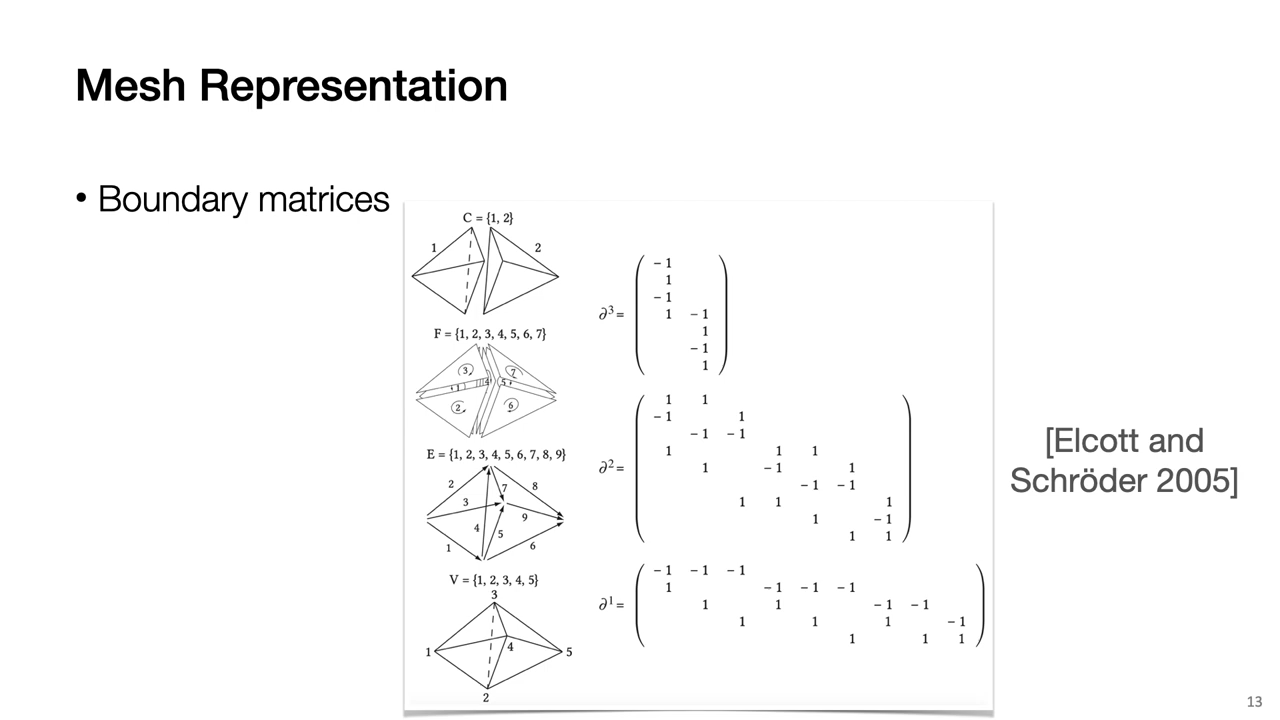 Mesh Representation
• Boundary matrices
C = {1, 2}
1 2
F = {1, 2, 3, 4, 5, 6, 7}
3 7
1 4 5
2 6
E = {1, 2, 3, 4, 5, 6, 7, 8, 9}
2 7 8
3
4 5 9
1 6
V = {1, 2, 3, 4, 5}
3
1 4 5
2
∂³ =
− 1
1
− 1
1 − 1
1
− 1
1
∂² =
1 1
− 1 1
− 1 − 1
1 1 1
1 − 1 1
− 1 − 1
1 1 1
1 − 1
1 1
∂¹ =
− 1 − 1 − 1
1 − 1 − 1 − 1
1 1 − 1 − 1
1 1 1 − 1
1 1 1
[Elcott and
Schröder 2005]
13